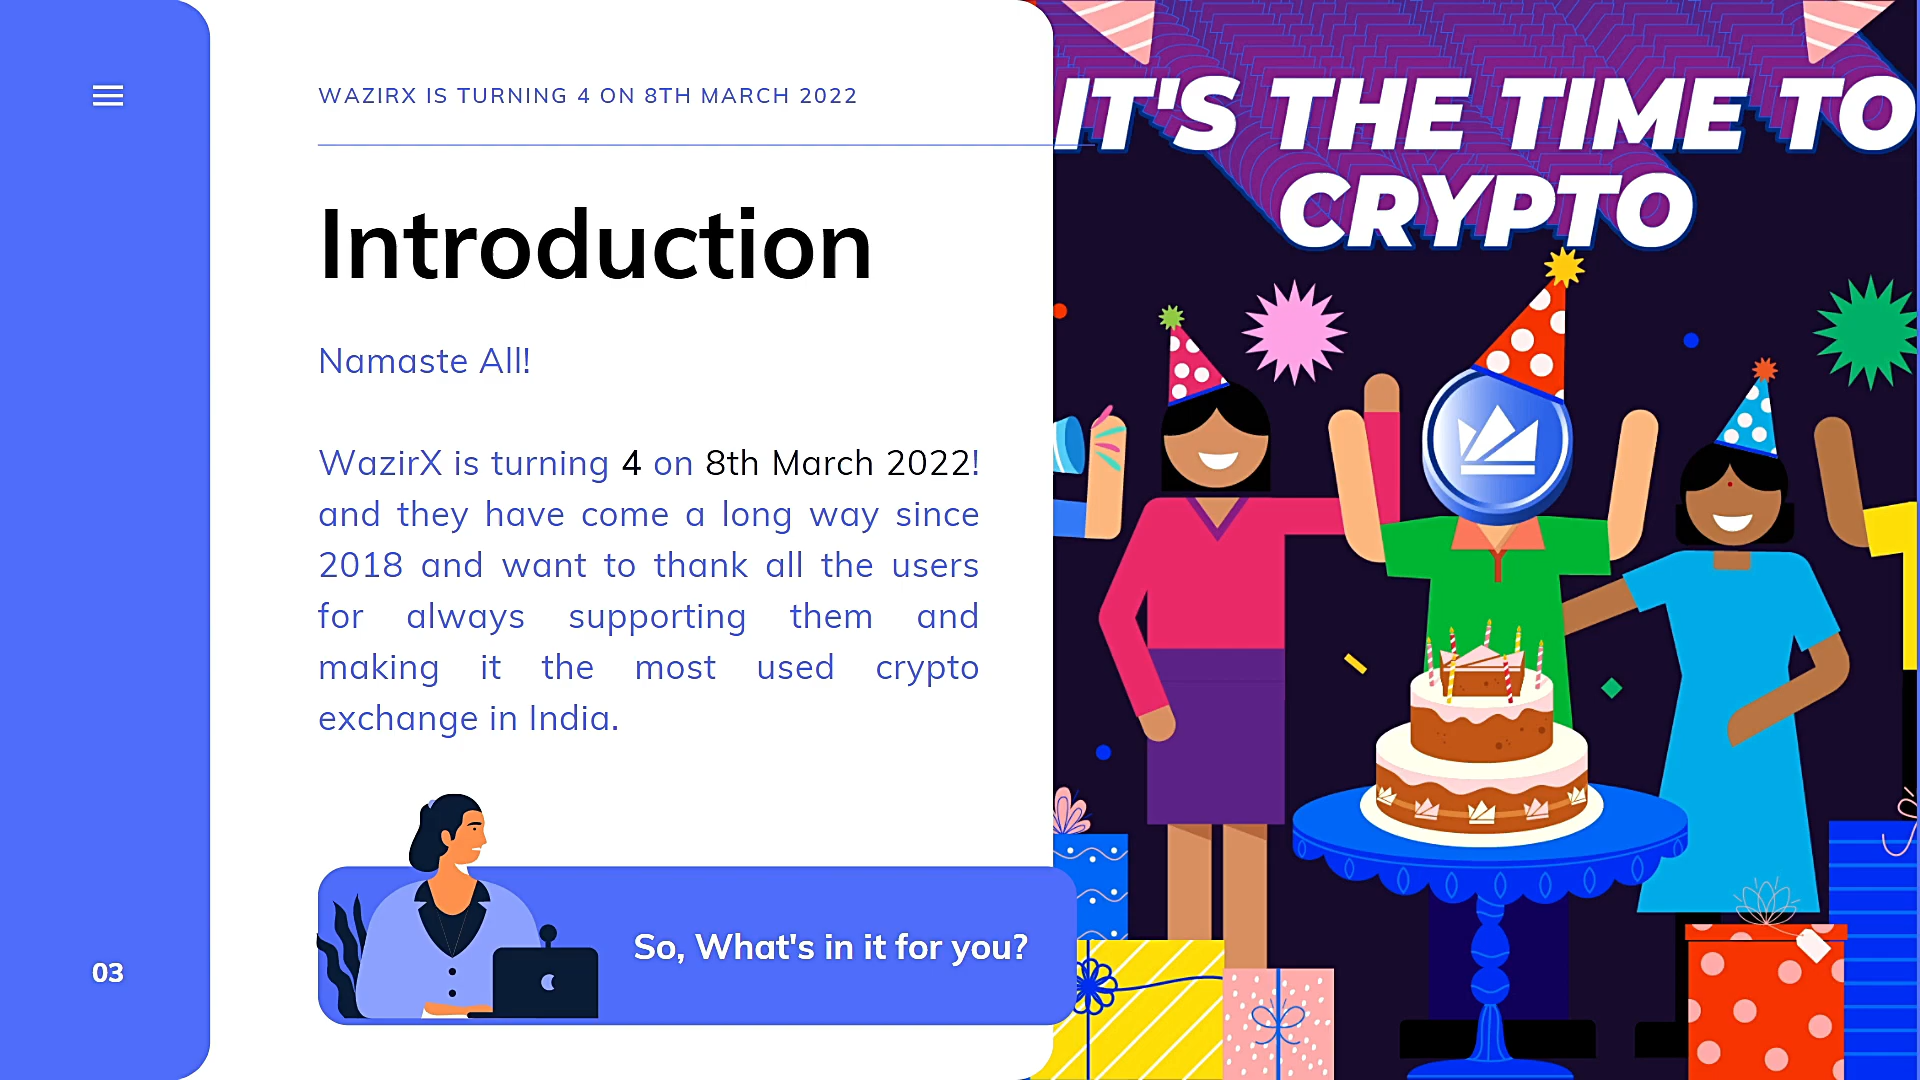 WAZIRX IS TURNING 4 ON 8TH MARCH 2022
Introduction
Namaste All!
WazirX is turning 4 on 8th March 2022!
and they have come a long way since
2018 and want to thank all the users
for always supporting them and
making it the most used crypto
exchange in India.
So, What's in it for you?
03
IT'S THE TIME TO
CRYPTO